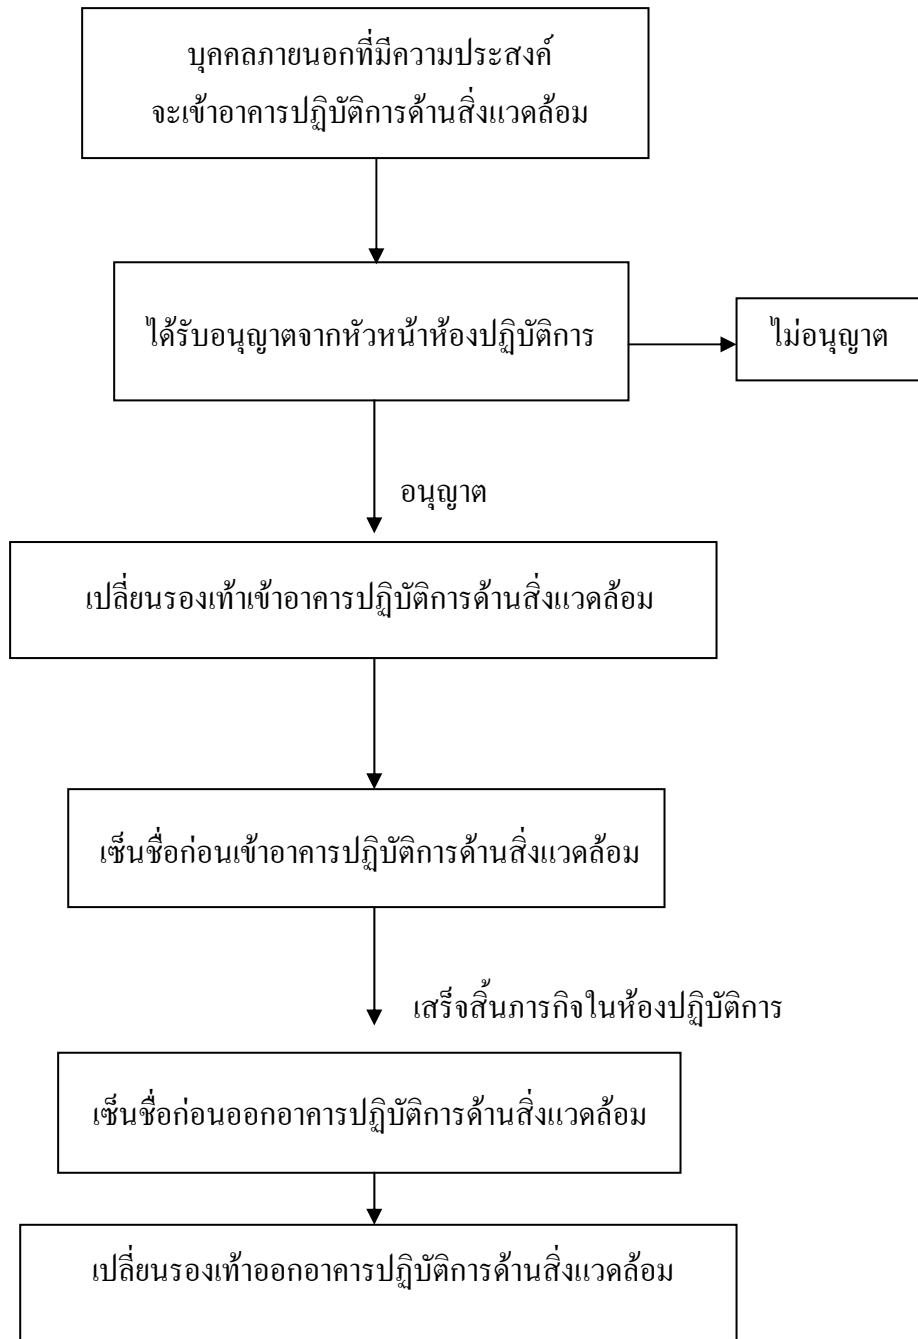 บุคคลภายนอกที่มีความประสงค์
จะเข้าอาคารปฏิบัติการด้านสิ่งแวดล้อม
ได้รับอนุญาตจากหัวหน้าห้องปฏิบัติการ
ไม่อนุญาต
อนุญาต
เปลี่ยนรองเท้าเข้าอาคารปฏิบัติการด้านสิ่งแวดล้อม
เซ็นชื่อก่อนเข้าอาคารปฏิบัติการด้านสิ่งแวดล้อม
เสร็จสิ้นภารกิจในห้องปฏิบัติการ
เซ็นชื่อก่อนออกอาคารปฏิบัติการด้านสิ่งแวดล้อม
เปลี่ยนรองเท้าออกอาคารปฏิบัติการด้านสิ่งแวดล้อม